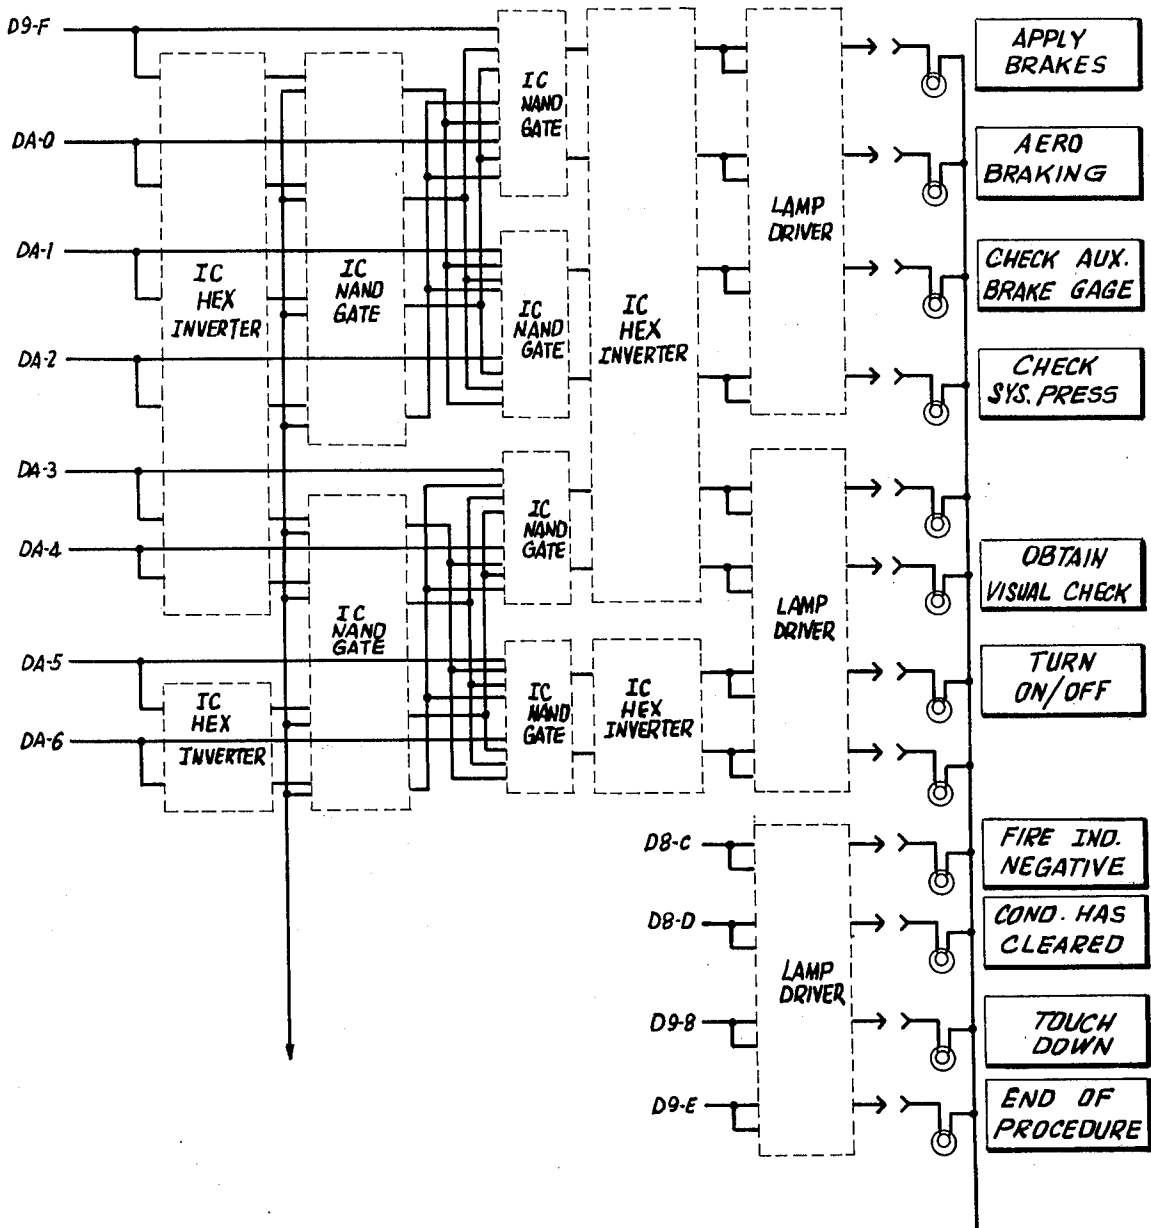 D9-F
DA-0
DA-1
DA-2
DA-3
DA-4
DA-5
DA-6
IC
HEX
INVERTER
IC
HEX
INVERTER
IC
NAND
GATE
IC
NAND
GATE
IC
NAND
GATE
IC
NAND
GATE
IC
NAND
GATE
IC
NAND
GATE
IC
HEX
INVERTER
IC
HEX
INVERTER
LAMP
DRIVER
LAMP
DRIVER
D8-C
D8-D
D9-8
D9-E
LAMP
DRIVER
APPLY
BRAKES
AERO
BRAKING
CHECK AUX.
BRAKE GAGE
CHECK
SYS. PRESS
OBTAIN
VISUAL CHECK
TURN
ON/OFF
FIRE IND.
NEGATIVE
COND. HAS
CLEARED
TOUCH
DOWN
END OF
PROCEDURE